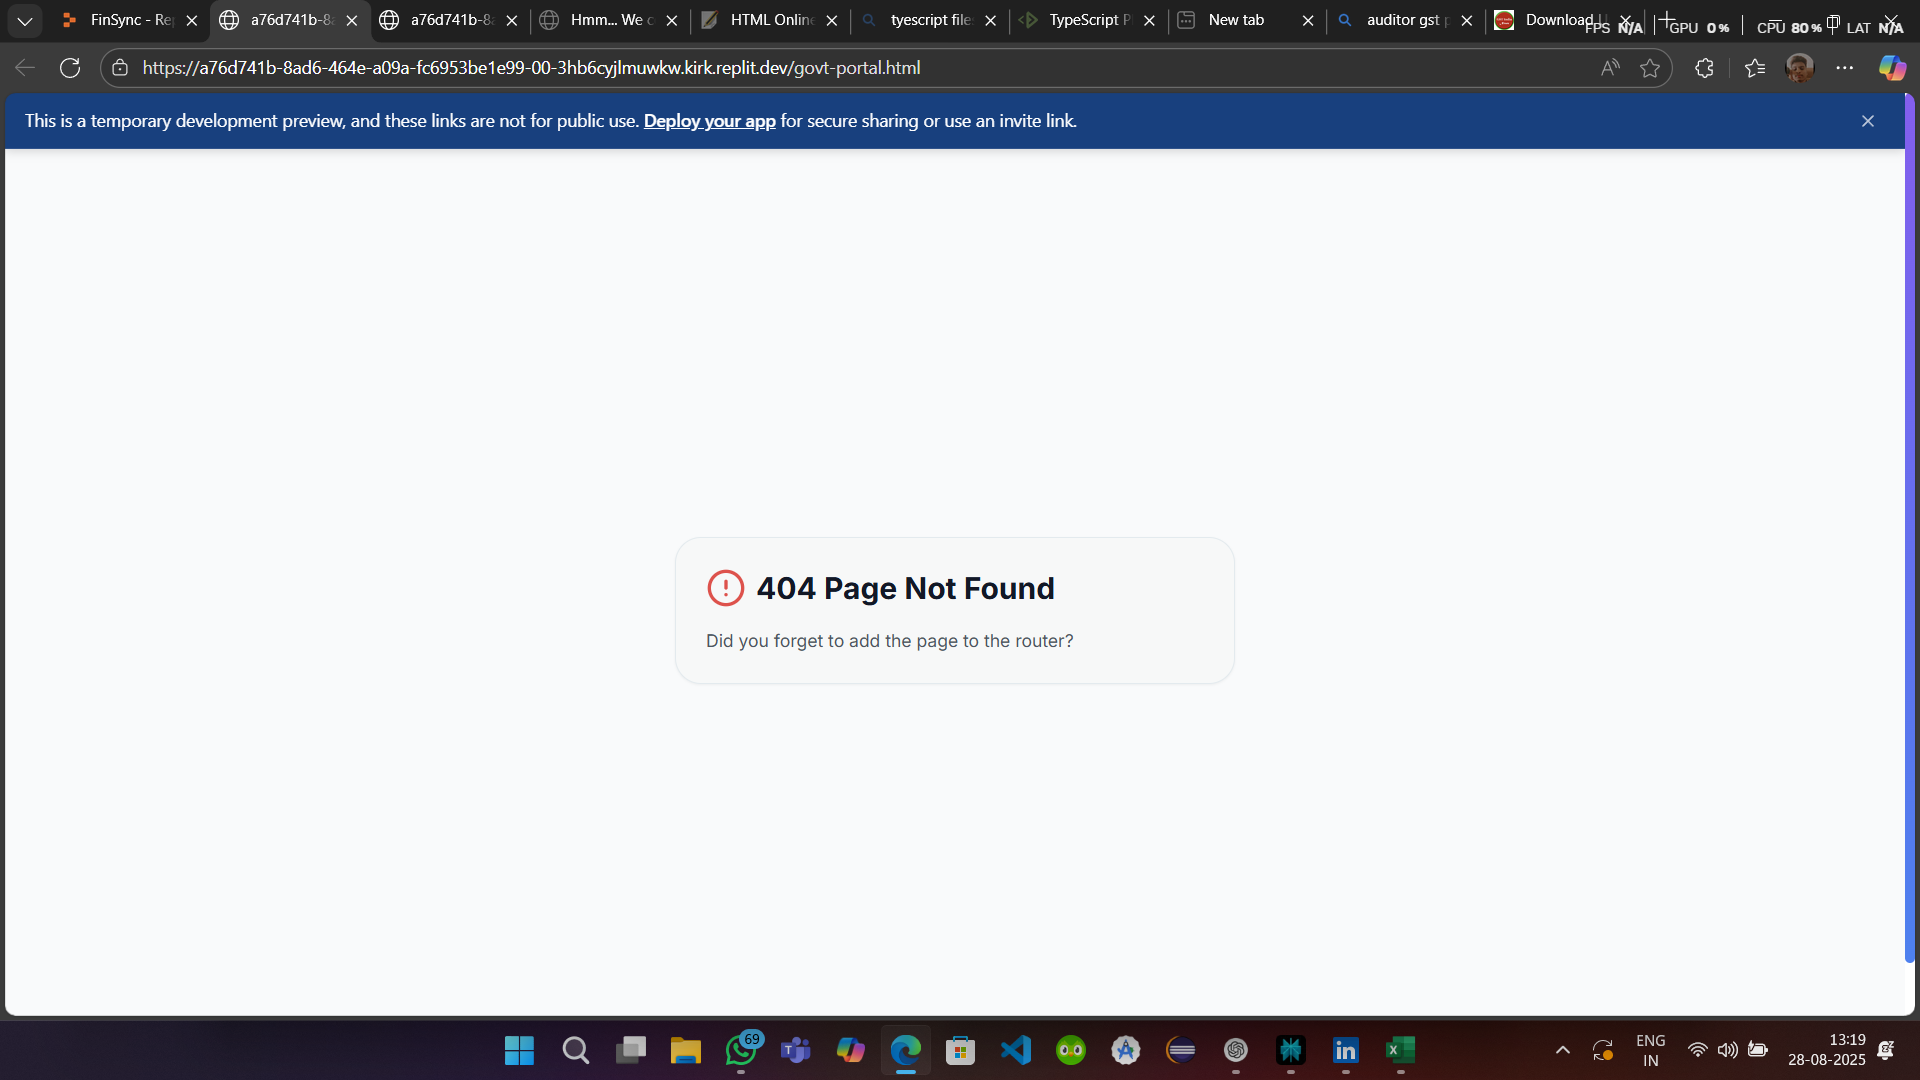 FinSync - Re
a76d741b-8
a76d741b-8
Hmm... We c
HTML Online
tyescript file
TypeScript P
New tab
auditor gst p
Download
FPS N/A GPU 0% CPU 80% LAT N/A
https://a76d741b-8ad6-464e-a09a-fc6953be1e99-00-3hb6cyjlmuwkw.kirk.replit.dev/govt-portal.html
This is a temporary development preview, and these links are not for public use. Deploy your app for secure sharing or use an invite link.
404 Page Not Found
Did you forget to add the page to the router?
69
ENG
IN
13:19
28-08-2025